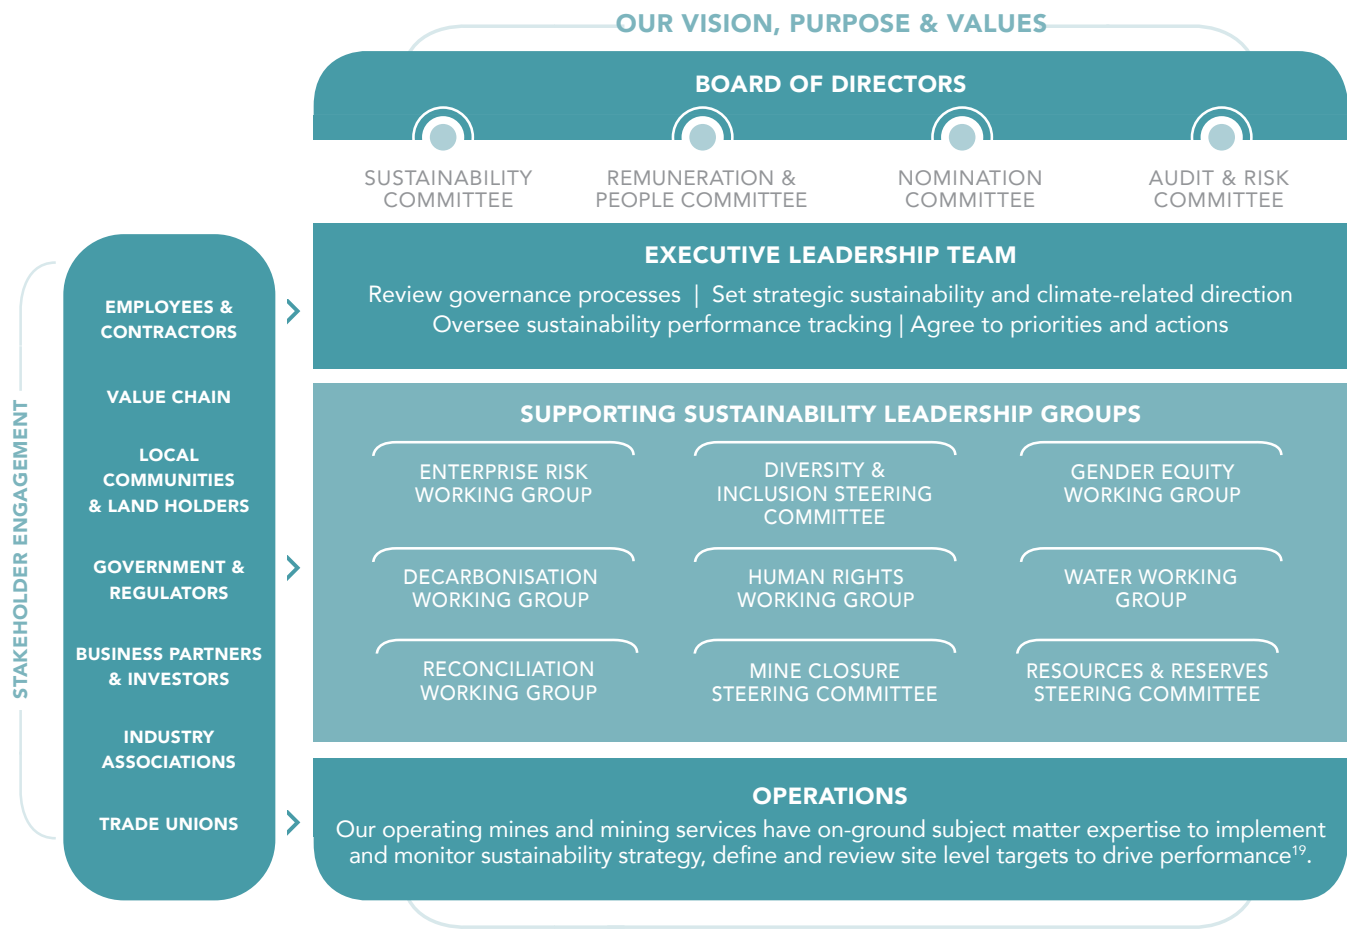 OUR VISION, PURPOSE & VALUES
BOARD OF DIRECTORS
SUSTAINABILITY
COMMITTEE
REMUNERATION &
PEOPLE COMMITTEE
NOMINATION
COMMITTEE
AUDIT & RISK
COMMITTEE
STAKEHOLDER ENGAGEMENT
EMPLOYEES &
CONTRACTORS
VALUE CHAIN
LOCAL
COMMUNITIES
& LAND HOLDERS
GOVERNMENT &
REGULATORS
BUSINESS PARTNERS
& INVESTORS
INDUSTRY
ASSOCIATIONS
TRADE UNIONS
EXECUTIVE LEADERSHIP TEAM
Review governance processes | Set strategic sustainability and climate-related direction
Oversee sustainability performance tracking | Agree to priorities and actions
SUPPORTING SUSTAINABILITY LEADERSHIP GROUPS
ENTERPRISE RISK
WORKING GROUP
DIVERSITY &
INCLUSION STEERING
COMMITTEE
GENDER EQUITY
WORKING GROUP
DECARBONISATION
WORKING GROUP
HUMAN RIGHTS
WORKING GROUP
WATER WORKING
GROUP
RECONCILIATION
WORKING GROUP
MINE CLOSURE
STEERING COMMITTEE
RESOURCES & RESERVES
STEERING COMMITTEE
OPERATIONS
Our operating mines and mining services have on-ground subject matter expertise to implement
and monitor sustainability strategy, define and review site level targets to drive performance¹⁹.